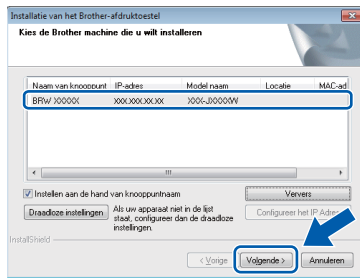 Installatie van het Brother-afdruktoestel
Kies de Brother machine die u wilt installeren
Naam van knooppunt IP-adres Model naam Locatie MAC-ad
BRW XXXXX XXX.XXX.XX.XX XXX-JXXXXW
Instellen aan de hand van knooppuntnaam
Ververs
Draadloze instellingen
Als uw apparaat niet in de lijst
staat, configureer dan de draadloze
instellingen.
Configureer het IP Adres
InstallShield
< Vorige Volgende > Annuleren